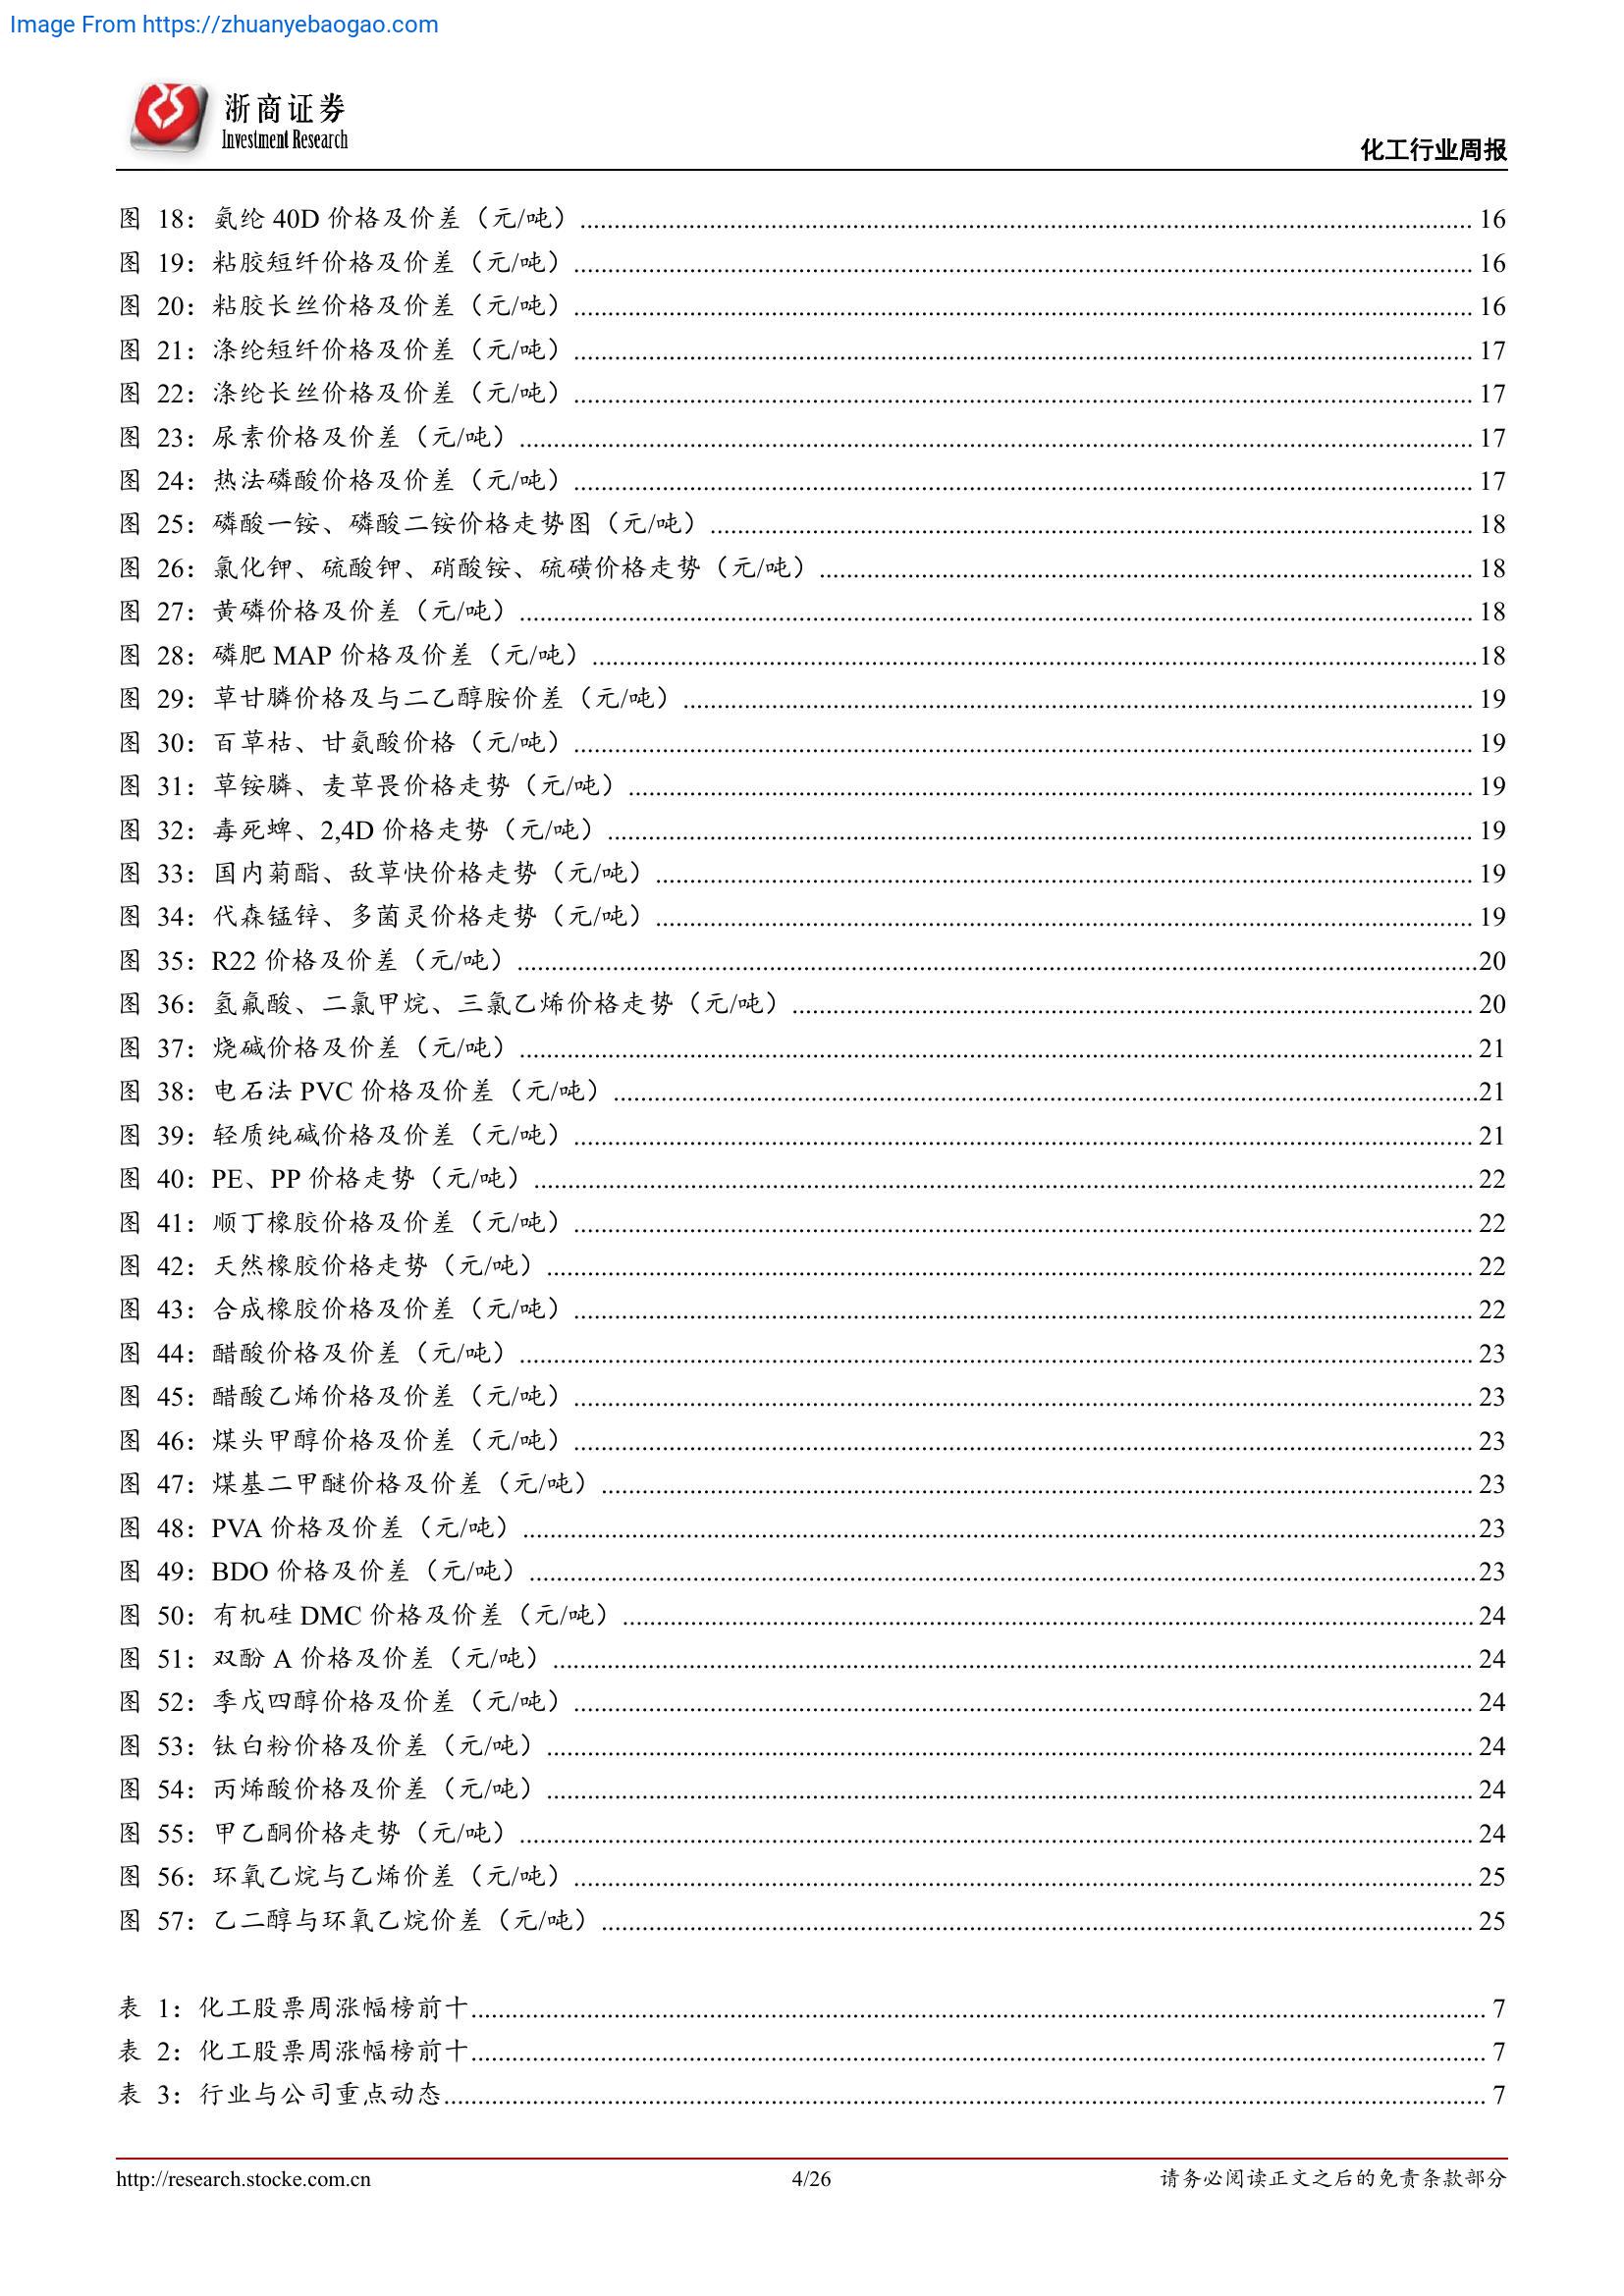 Image From https://zhuanyebaogao.com
浙商证券
Investment Research
化工行业周报
图 18：氨纶 40D 价格及价差（元/吨） 16
图 19：粘胶短纤价格及价差（元/吨） 16
图 20：粘胶长丝价格及价差（元/吨） 16
图 21：涤纶短纤价格及价差（元/吨） 17
图 22：涤纶长丝价格及价差（元/吨） 17
图 23：尿素价格及价差（元/吨） 17
图 24：热法磷酸价格及价差（元/吨） 17
图 25：磷酸一铵、磷酸二铵价格走势图（元/吨） 18
图 26：氯化钾、硫酸钾、硝酸铵、硫磺价格走势（元/吨） 18
图 27：黄磷价格及价差（元/吨） 18
图 28：磷肥 MAP 价格及价差（元/吨） 18
图 29：草甘膦价格及与二乙醇胺价差（元/吨） 19
图 30：百草枯、甘氨酸价格（元/吨） 19
图 31：草铵膦、麦草畏价格走势（元/吨） 19
图 32：毒死蜱、2,4D 价格走势（元/吨） 19
图 33：国内菊酯、敌草快价格走势（元/吨） 19
图 34：代森锰锌、多菌灵价格走势（元/吨） 19
图 35：R22 价格及价差（元/吨） 20
图 36：氢氟酸、二氯甲烷、三氯乙烯价格走势（元/吨） 20
图 37：烧碱价格及价差（元/吨） 21
图 38：电石法 PVC 价格及价差（元/吨） 21
图 39：轻质纯碱价格及价差（元/吨） 21
图 40：PE、PP 价格走势（元/吨） 22
图 41：顺丁橡胶价格及价差（元/吨） 22
图 42：天然橡胶价格走势（元/吨） 22
图 43：合成橡胶价格及价差（元/吨） 22
图 44：醋酸价格及价差（元/吨） 23
图 45：醋酸乙烯价格及价差（元/吨） 23
图 46：煤头甲醇价格及价差（元/吨） 23
图 47：煤基二甲醚价格及价差（元/吨） 23
图 48：PVA 价格及价差（元/吨） 23
图 49：BDO 价格及价差（元/吨） 23
图 50：有机硅 DMC 价格及价差（元/吨） 24
图 51：双酚 A 价格及价差（元/吨） 24
图 52：季戊四醇价格及价差（元/吨） 24
图 53：钛白粉价格及价差（元/吨） 24
图 54：丙烯酸价格及价差（元/吨） 24
图 55：甲乙酮价格走势（元/吨） 24
图 56：环氧乙烷与乙烯价差（元/吨） 25
图 57：乙二醇与环氧乙烷价差（元/吨） 25
表 1：化工股票周涨幅榜前十 7
表 2：化工股票周涨幅榜前十 7
表 3：行业与公司重点动态 7
http://research.stocke.com.cn 4/26 请务必阅读正文之后的免责条款部分